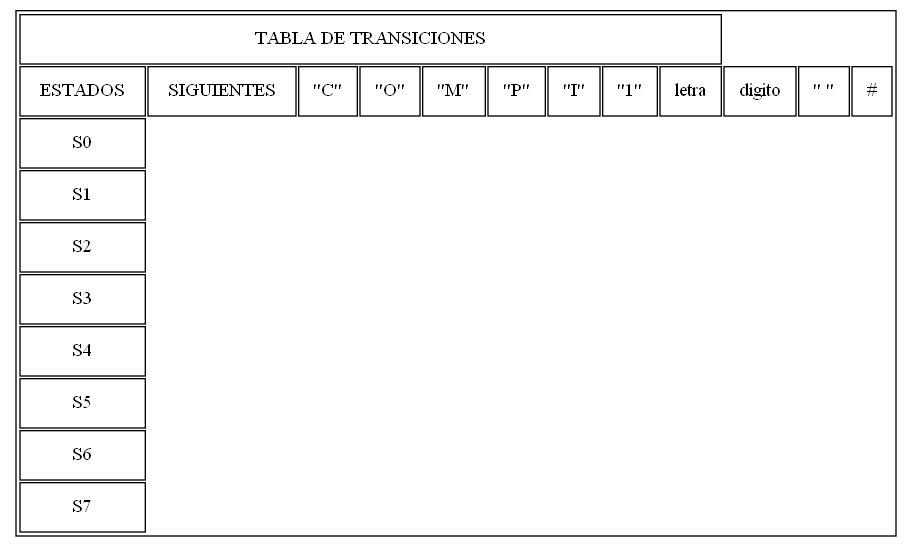 TABLA DE TRANSICIONES
ESTADOS SIGUIENTES "C" "O" "M" "P" "I" "1" letra digito " " #
S0
S1
S2
S3
S4
S5
S6
S7